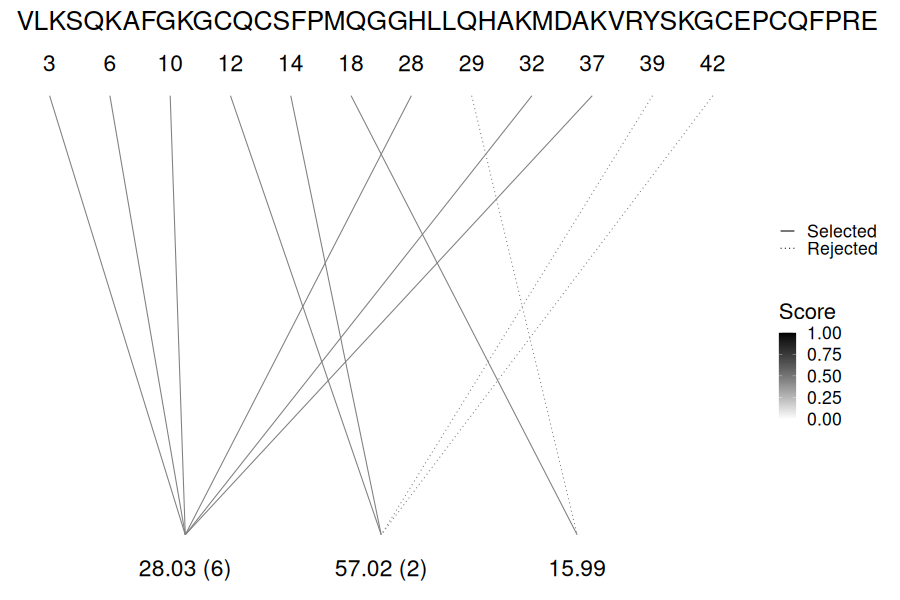 VLKSQKAFGKGCQCSFPMQGGHLLQHAKMDAKVRYSKGCEPCQFPRE
3 6 10 12 14 18 28 29 32 37 39 42
Selected
Rejected
Score
1.00
0.75
0.50
0.25
0.00
28.03 (6) 57.02 (2) 15.99